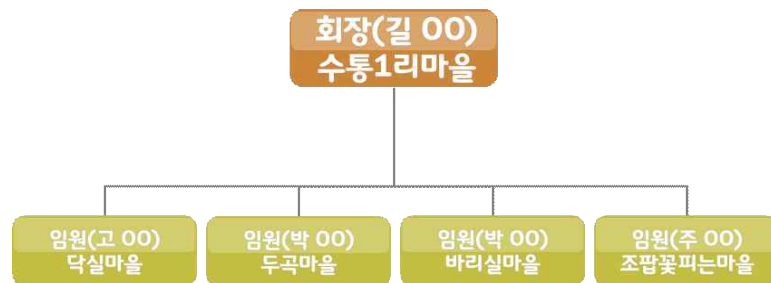 회장(길 OO)
수통1리마을
임원(고 OO)
닥실마을
임원(박 OO)
두곡마을
임원(박 OO)
바리실마을
임원(주 OO)
조팝꽃피는마을